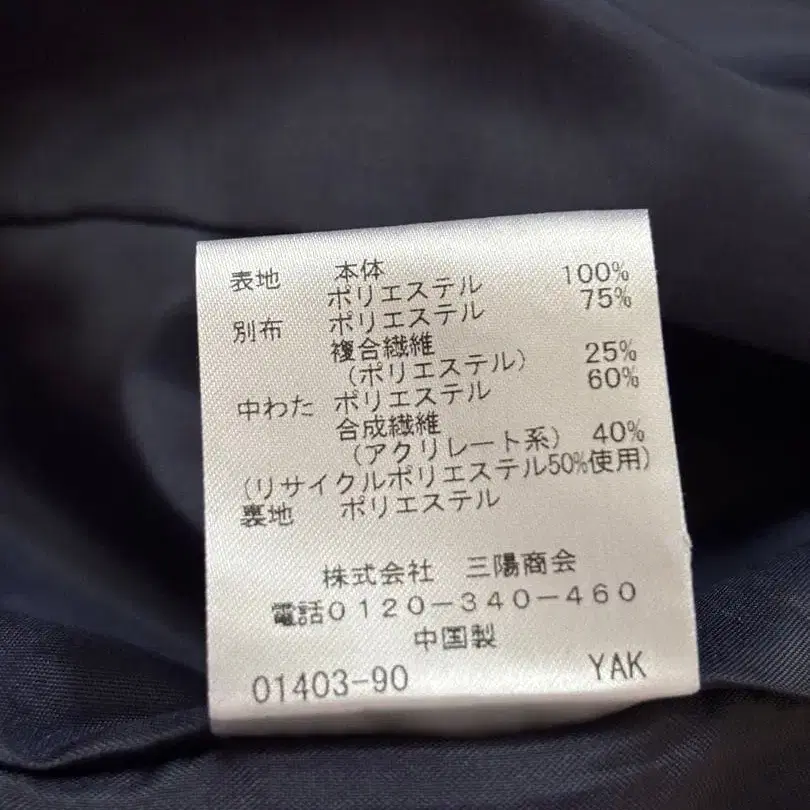 表地 本体
ポリエステル 100%
別布 ポリエステル 75%
複合繊維
(ポリエステル) 25%
中わた ポリエステル 60%
合成繊維
(アクリレート系) 40%
(リサイクルポリエステル50%使用)
裏地 ポリエステル
株式会社 三陽商会
電話0120-340-460
中国製
01403-90 YAK